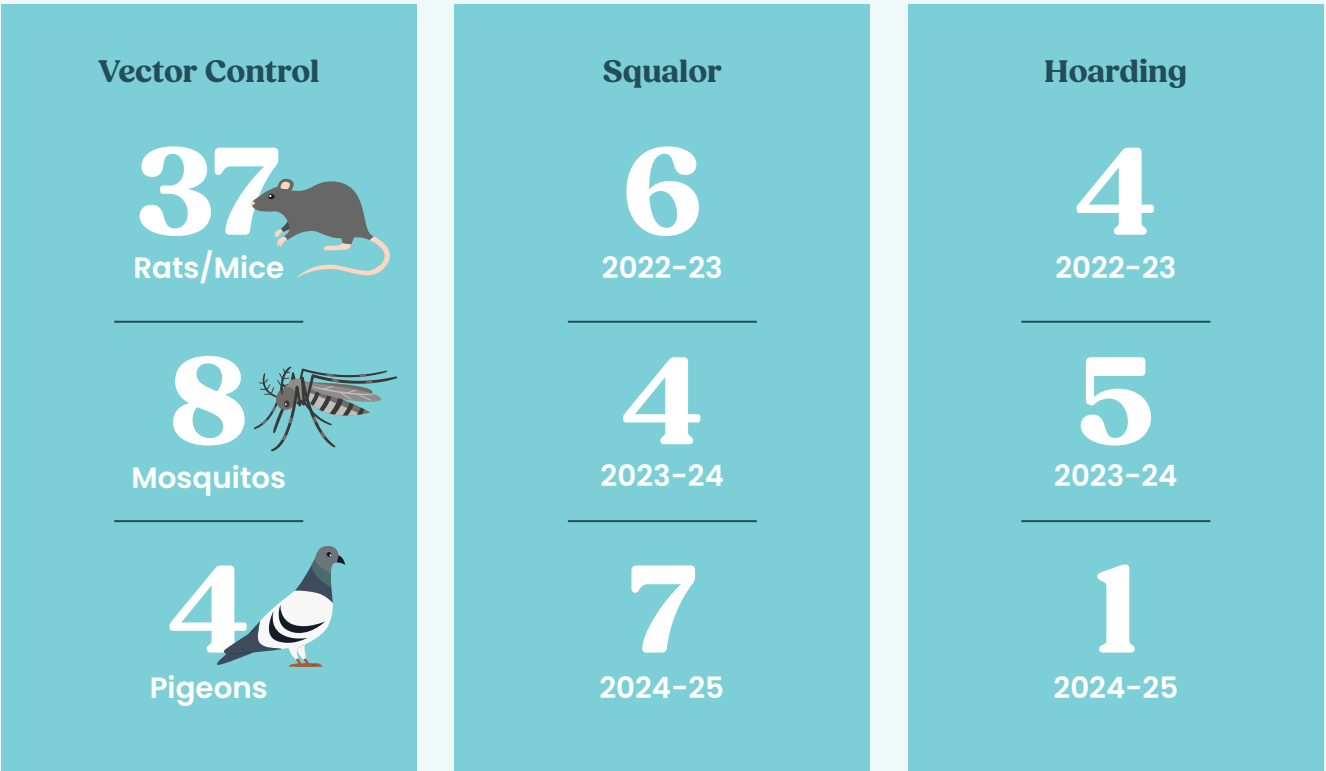 Vector Control
37
Rats/Mice
8
Mosquitos
4
Pigeons
Squalor
6
2022-23
4
2023-24
7
2024-25
Hoarding
4
2022-23
5
2023-24
1
2024-25